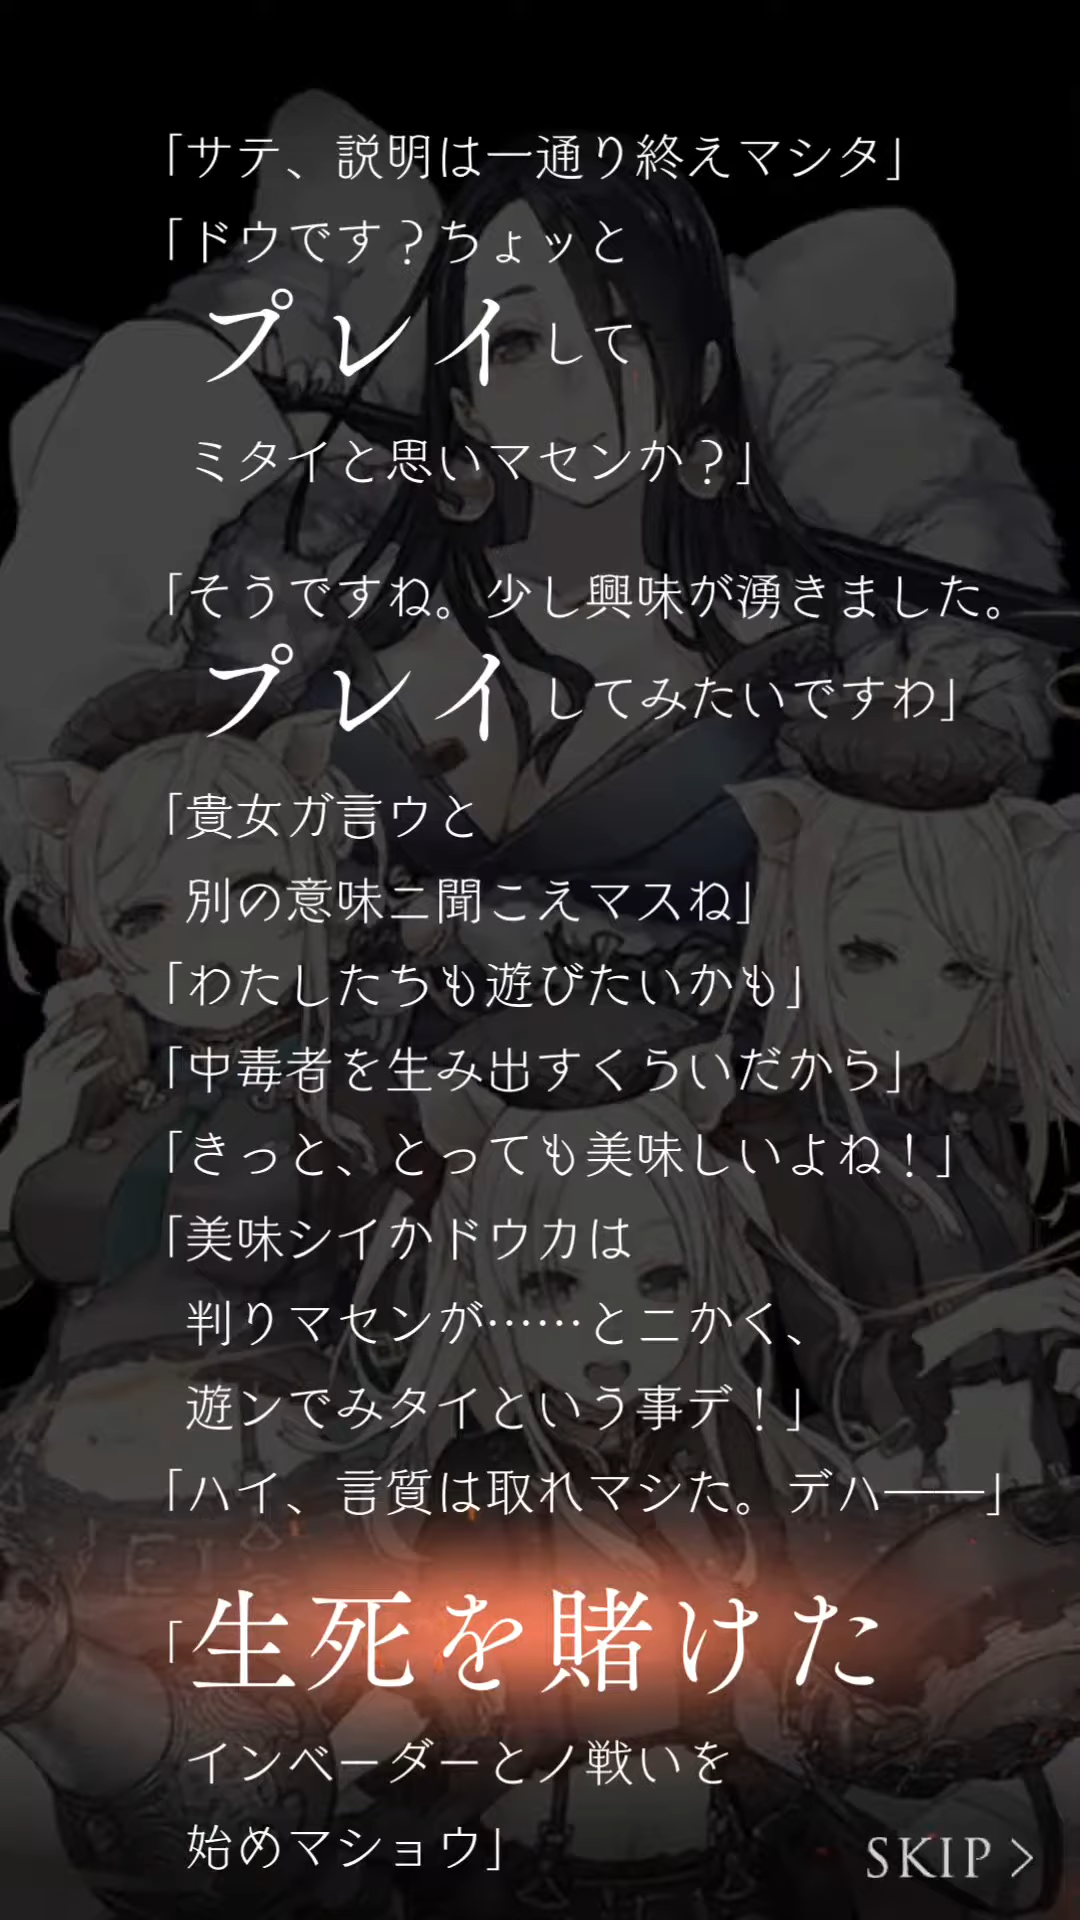 「サテ、説明は一通り終えマシタ」
「ドウです？ちょッと
プレイして
ミタイと思いマセンか？」
「そうですね。少し興味が湧きました。
プレイしてみたいですわ」
「貴女ガ言ウと
別の意味ニ聞こえマスね」
「わたしたちも遊びたいかも」
「中毒者を生み出すくらいだから」
「きっと、とっても美味しいよね！」
「美味シイかドウカは
判りマセンが……とニかく、
遊ンでみタイという事デ！」
「ハイ、言質は取れマシた。デハ――」
「生死を賭けた
インベーダーとノ戦いを
始めマショウ」
SKIP >